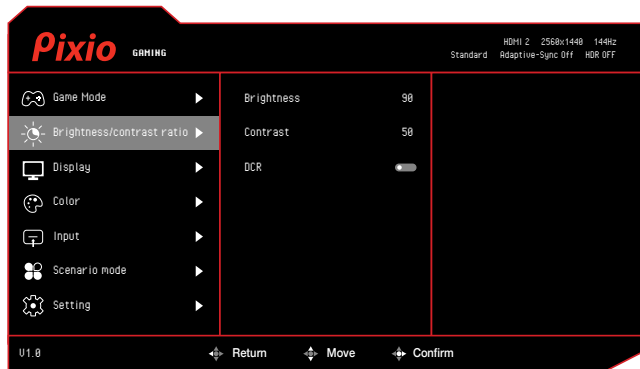 Pixio GAMING
HDMI 2 2560x1440 144Hz
Standard Adaptive-Sync Off HDR OFF
Game Mode
Brightness/contrast ratio
Display
Color
Input
Scenario mode
Setting
Brightness 90
Contrast 50
DCR
V1.0
Return Move Confirm